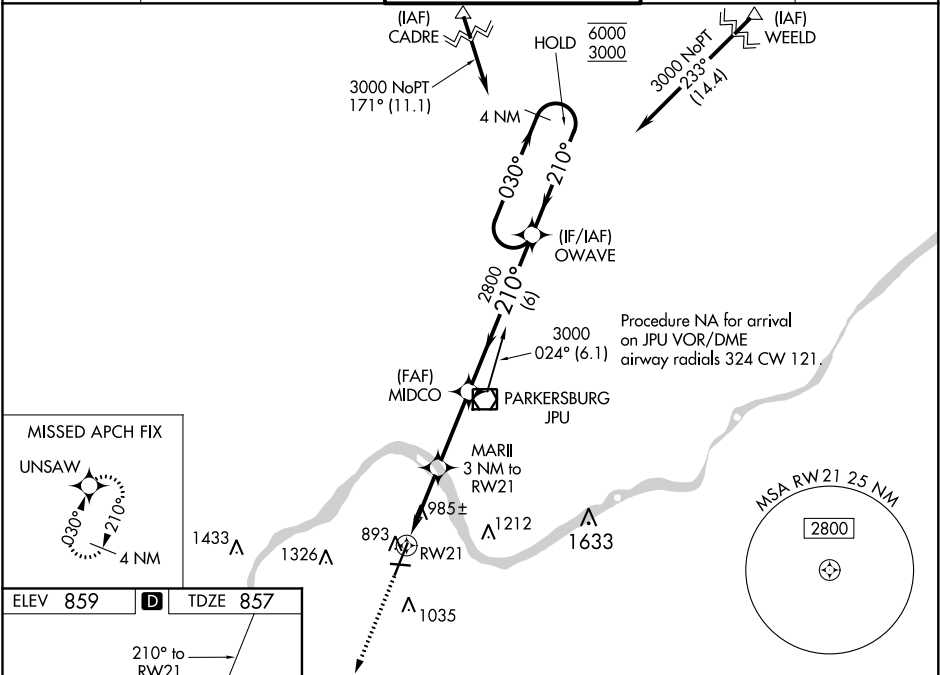 (IAF)
CADRE
3000 NoPT
171° (11.1)
HOLD
6000
3000
(IAF)
WEELD
3000 NoPT
233°
(14.4)
4 NM
030°
210°
(IF/IAF)
OWAVE
2800
210°
(6)
3000
024° (6.1)
Procedure NA for arrival
on JPU VOR/DME
airway radials 324 CW 121.
(FAF)
MIDCO
PARKERSBURG
JPU
MISSED APCH FIX
UNSAW
030°
210°
4 NM
MARII
3 NM to
RW21
985±
1212
1633
1433
1326
893
RW21
1035
MSA RW21 25 NM
2800
ELEV 859
D
TDZE 857
210° to
RW21